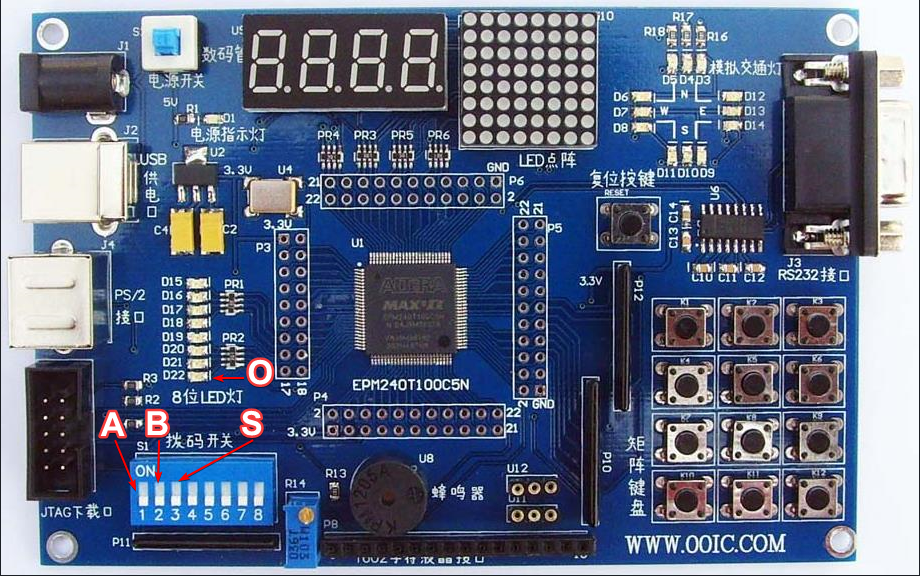 J1
5V
电源开关
数码管
R1
D1
电源指示灯
U2
3.3V
U4
C4
C2
J2
USB
供
电
口
J4
PS/2
接口
PR4
PR3
PR5
PR6
GND
21
22
P6
2
LED点阵
R17
R18
R16
D5
D4
D3
模拟交通灯
D6
D7
D8
N
W
E
S
D12
D13
D14
D11
D10
D9
复位按键
RESET
U6
C14
C13
C10
C11
C12
J3
RS232接口
3.3V
P3
17
18
U1
ALTERA
MAX II
EPM240T100C5N
EPM240T100C5N
22
21
P5
2
GND
3.3V
P12
D15
D16
D17
D18
D19
D20
D21
D22
PR1
PR2
O
8位LED灯
R3
R2
A
B
S
S1
拨码开关
ON
1 2 3 4 5 6 7 8
P11
JTAG下载口
P4
2
3.3V
22
21
R13
R14
U8
蜂鸣器
U12
P10
P8
1602字符液晶接口
K1
K2
K3
K4
K5
K6
K7
K8
K9
K10
K11
K12
矩
阵
键
盘
WWW.OOIC.COM